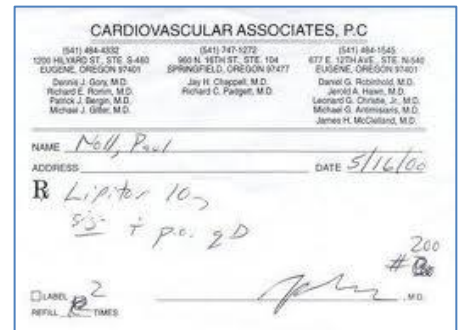 CARDIOVASCULAR ASSOCIATES, P.C
(541) 484-4332 (541) 747-1272 (541) 484-1545
1200 HILYARD ST., STE. S-460 960 N. 16TH ST., STE. 104 677 E. 12TH AVE., STE. N-540
EUGENE, OREGON 97401 SPRINGFIELD, OREGON 97477 EUGENE, OREGON 97401
Dennis J. Gory, M.D. Jay H. Chappell, M.D. Daniel G. Robinhold, M.D.
Richard E. Romm, M.D. Richard C. Padgett, M.D. Jerold A. Hawn, M.D.
Patrick J. Bergin, M.D. Leonard G. Christie, Jr., M.D.
Michael J. Gitter, M.D. Michael G. Antimisiaris, M.D.
James H. McClelland, M.D.
NAME Noll, Paul
ADDRESS DATE 5/16/00
R Lipitor 10
Sig p.o. qD
200
#
LABEL 2
REFILL TIMES M.D.